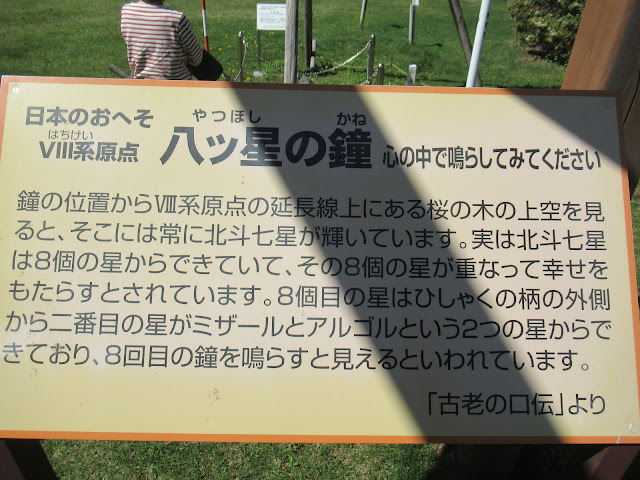 日本のおへそ
はちけい
Ⅷ系原点
やつほし
かね
八ッ星の鐘
心の中で鳴らしてみてください
鐘の位置からⅧ系原点の延長線上にある桜の木の上空を見
ると、そこには常に北斗七星が輝いています。実は北斗七星
は8個の星からできていて、その8個の星が重なって幸せを
もたらすとされています。8個目の星はひしゃくの柄の外側
から二番目の星がミザールとアルゴルという2つの星からで
きており、8回目の鐘を鳴らすと見えるといわれています。
「古老の口伝」より